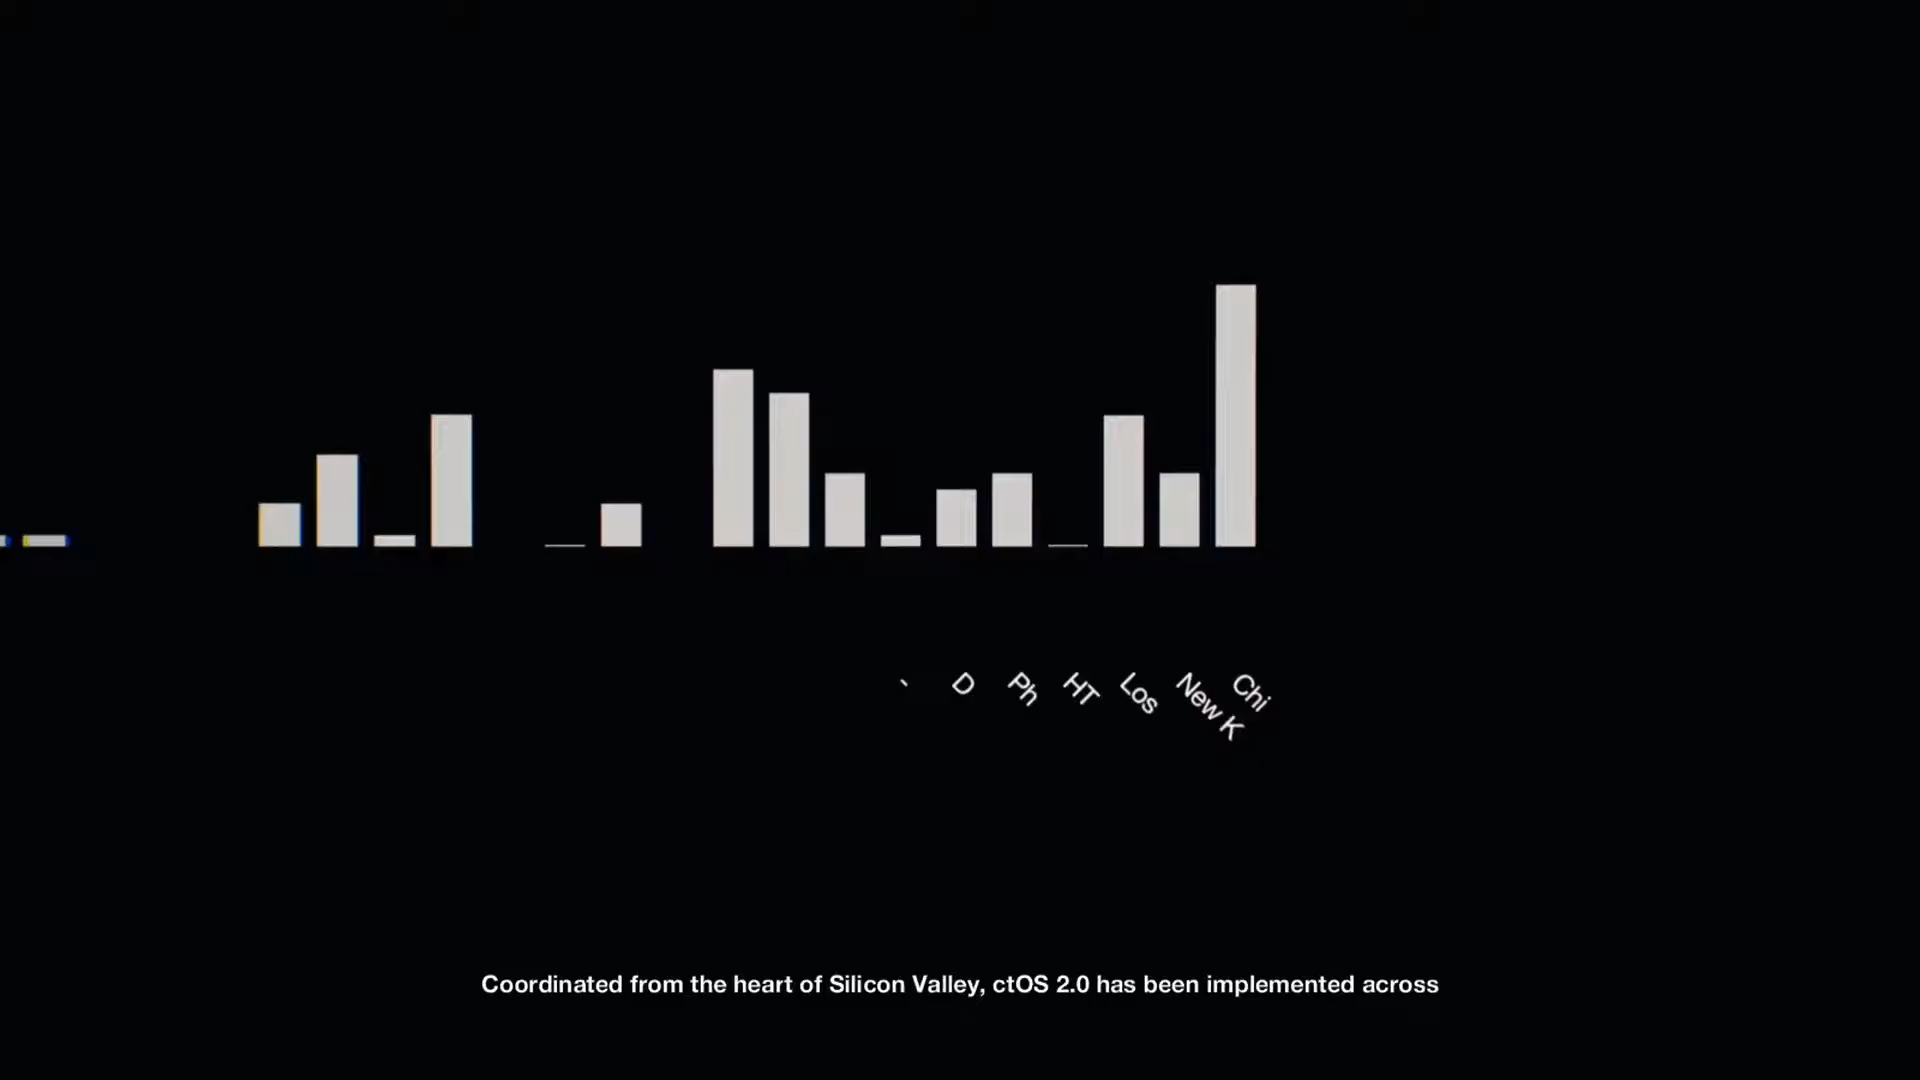 D
Ph
HT
Los
New K
Chi
Coordinated from the heart of Silicon Valley, ctOS 2.0 has been implemented across